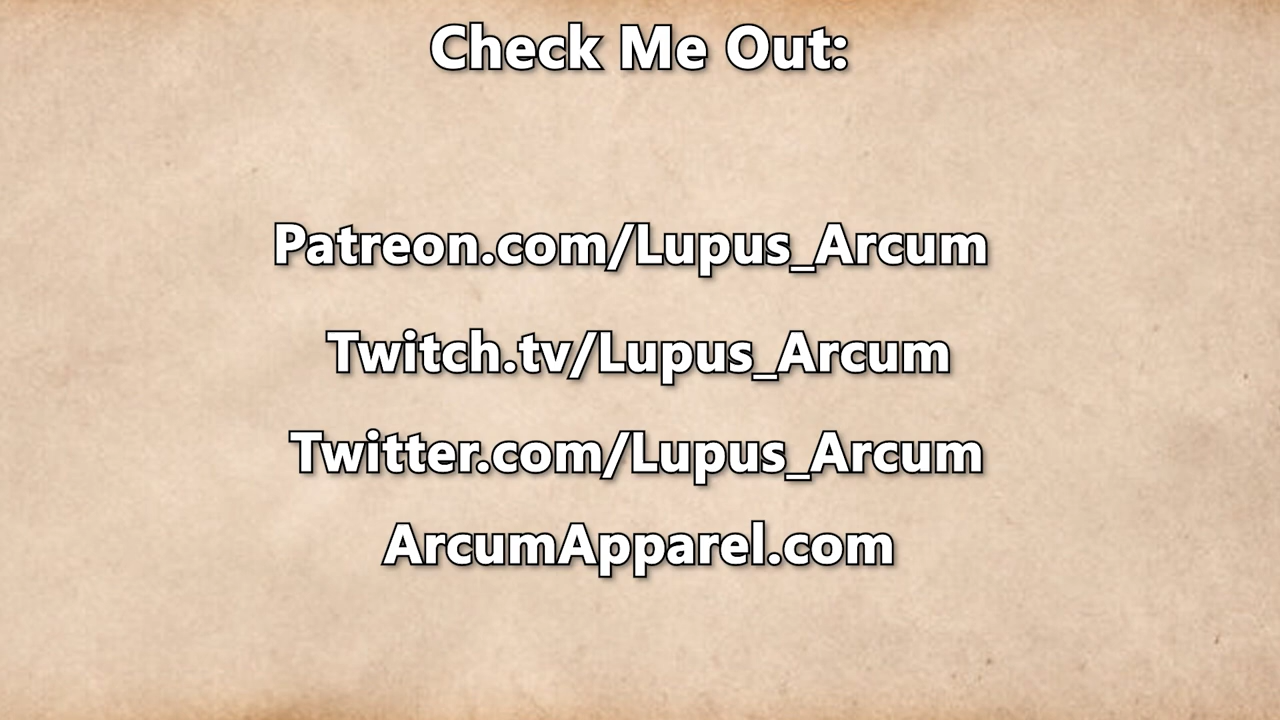 Check Me Out:
Patreon.com/Lupus_Arcum
Twitch.tv/Lupus_Arcum
Twitter.com/Lupus_Arcum
ArcumApparel.com